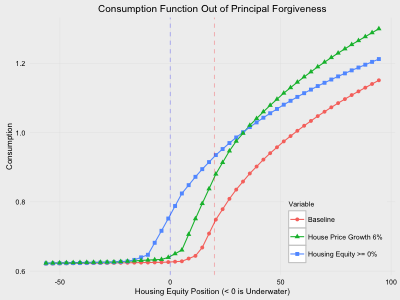 Consumption Function Out of Principal Forgiveness
1.2
1.0
0.8
0.6
Consumption
-50
0
50
100
Housing Equity Position(< 0 is Underwater)
Variable
Baseline
House Price Growth 6%
Housing Equity >= 0%